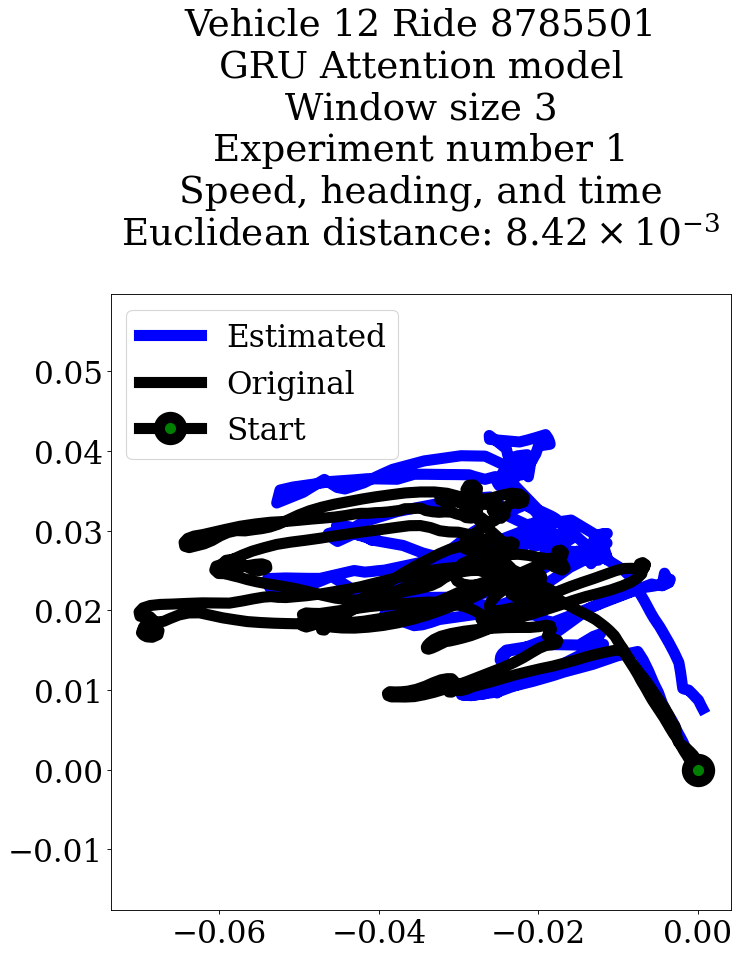 Vehicle 12 Ride 8785501
GRU Attention model
Window size 3
Experiment number 1
Speed, heading, and time
Euclidean distance: 8.42 × 10⁻³
Estimated
Original
Start
0.05
0.04
0.03
0.02
0.01
0.00
−0.01
−0.06 −0.04 −0.02 0.00